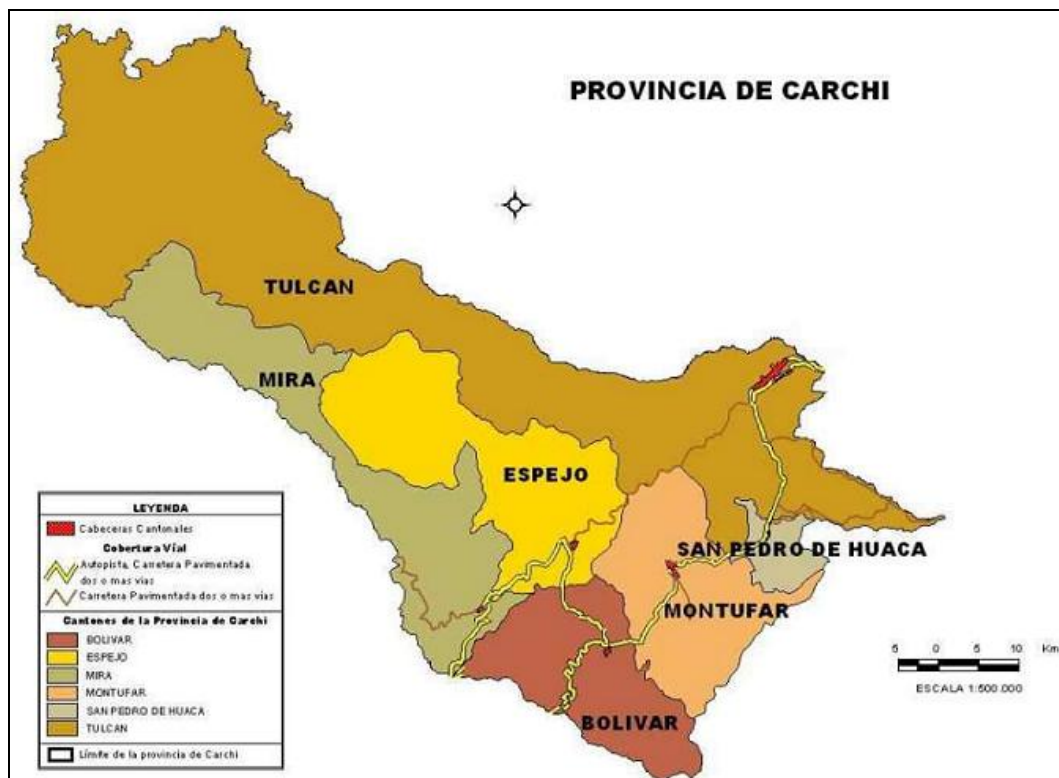 PROVINCIA DE CARCHI
TULCAN
MIRA
ESPEJO
SAN PEDRO DE HUACA
MONTUFAR
BOLIVAR
LEYENDA
Cabeceras Cantonales
Cobertura Víal
Autopista, Carretera Pavimentada
dos o mas vias
Carretera Pavimentada dos o mas vias
Cantones de la Provincia de Carchi
BOLIVAR
ESPEJO
MIRA
MONTUFAR
SAN PEDRO DE HUACA
TULCAN
Límite de la provincia de Carchi
5 0 5 10 Km
ESCALA 1:500.000